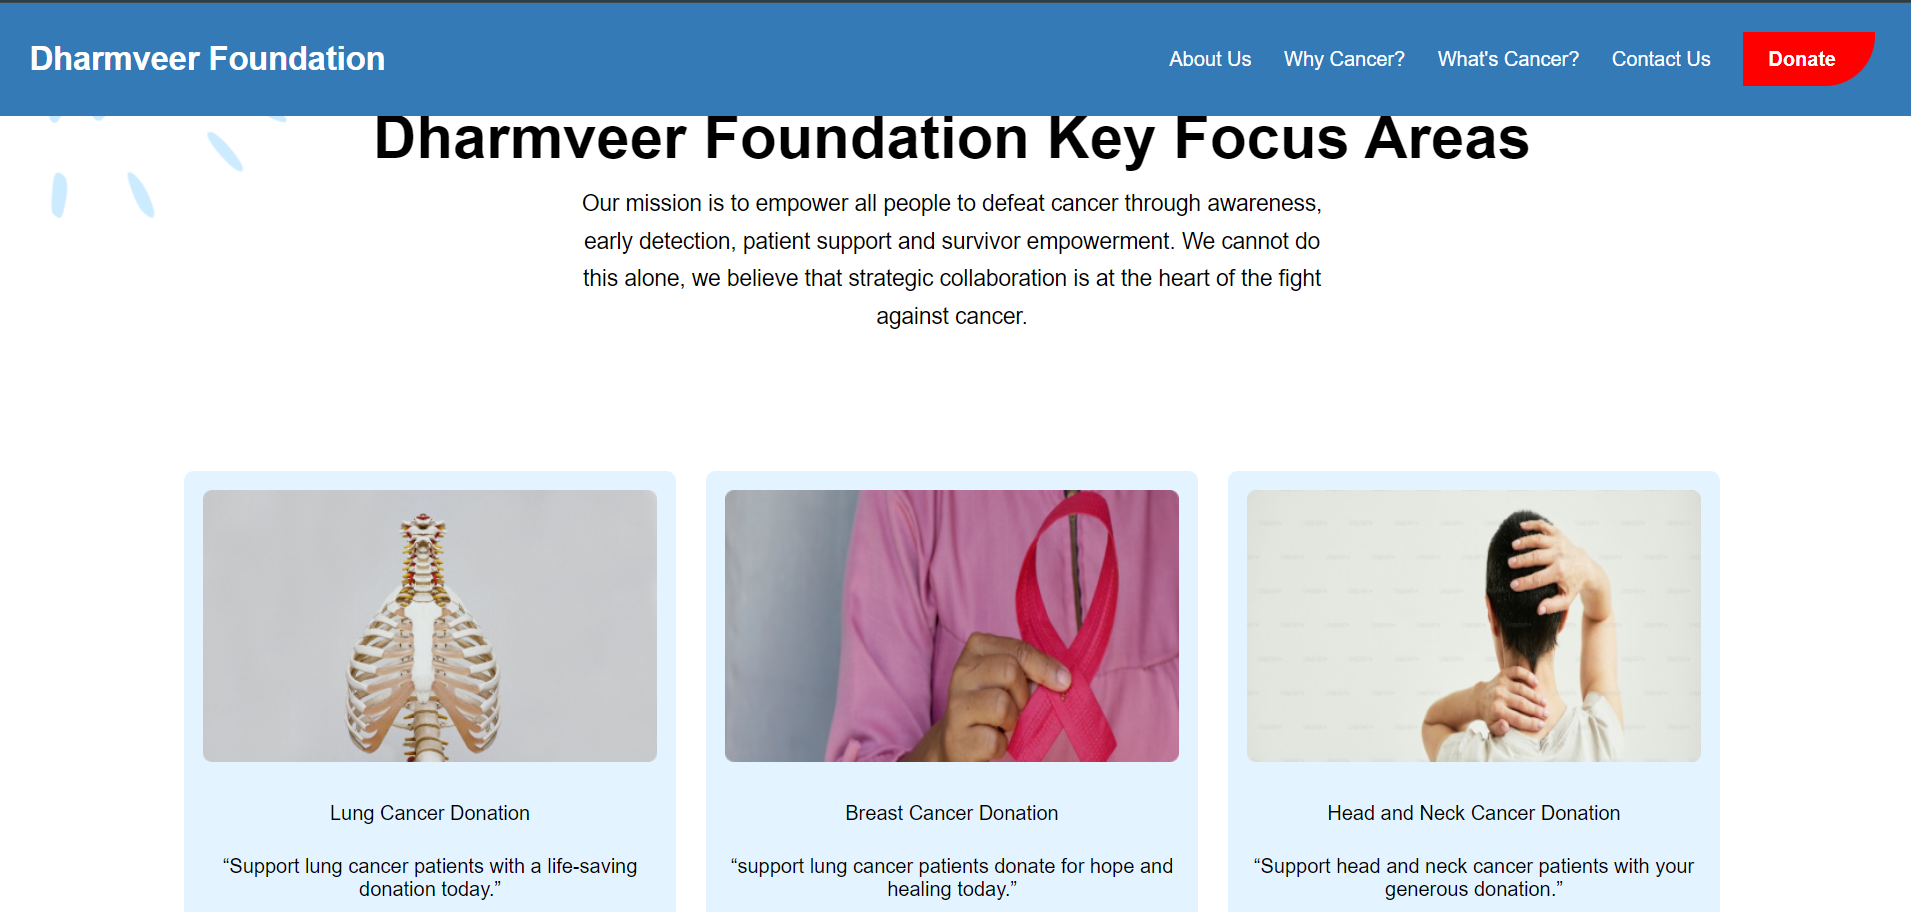 Dharmveer Foundation
About Us
Why Cancer?
What's Cancer?
Contact Us
Donate
Dharmveer Foundation Key Focus Areas
Our mission is to empower all people to defeat cancer through awareness,
early detection, patient support and survivor empowerment. We cannot do
this alone, we believe that strategic collaboration is at the heart of the fight
against cancer.
Lung Cancer Donation
“Support lung cancer patients with a life-saving
donation today.”
Breast Cancer Donation
“support lung cancer patients donate for hope and
healing today.”
Head and Neck Cancer Donation
“Support head and neck cancer patients with your
generous donation.”